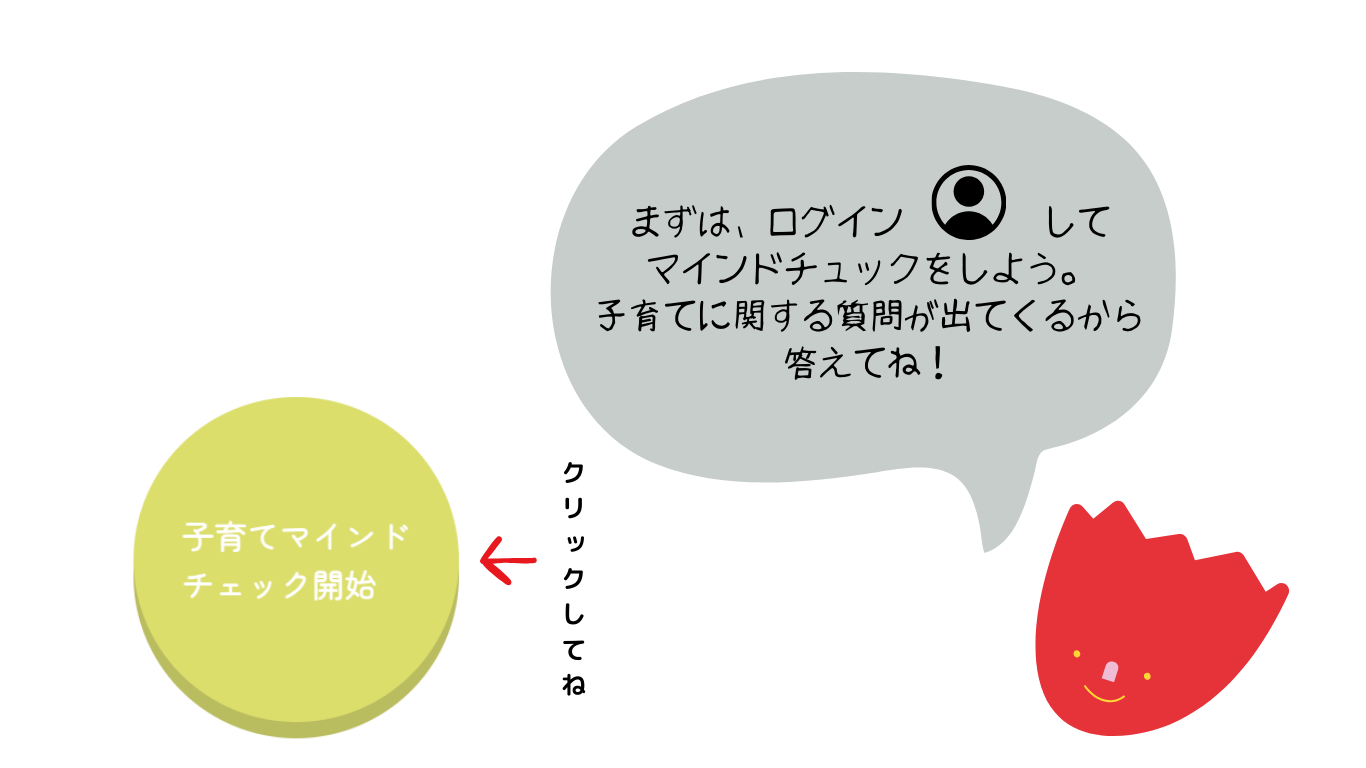 まずは、ログイン して
マインドチュックをしよう。
子育てに関する質問が出てくるから
答えてね！
クリックしてね
子育てマインド
チェック開始